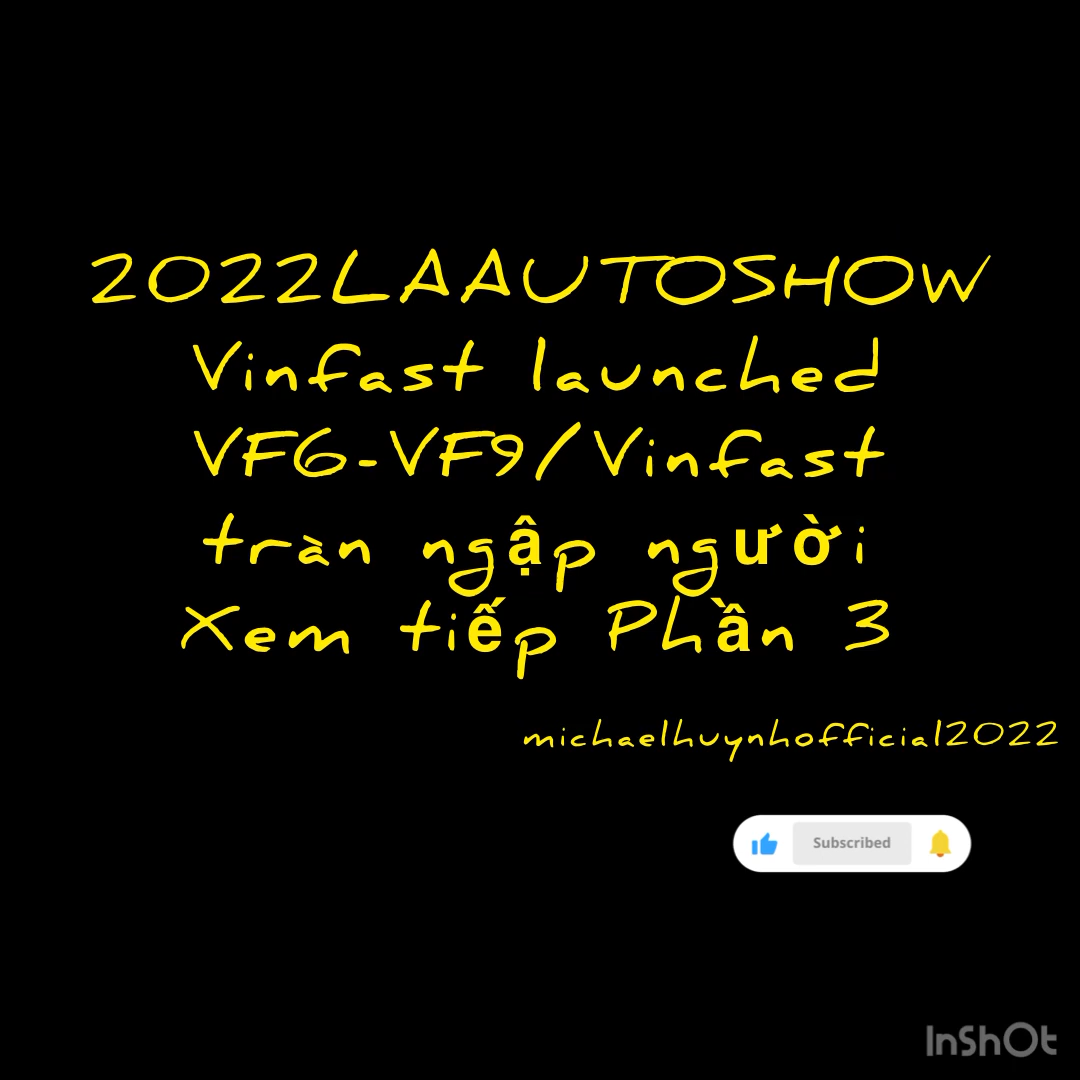 2022LAAUTOSHOW
Vinfast launched
VF6-VF9/Vinfast
tràn ngập người
Xem tiếp Phần 3
michaelhuynhofficial2022
Subscribed
InShOt